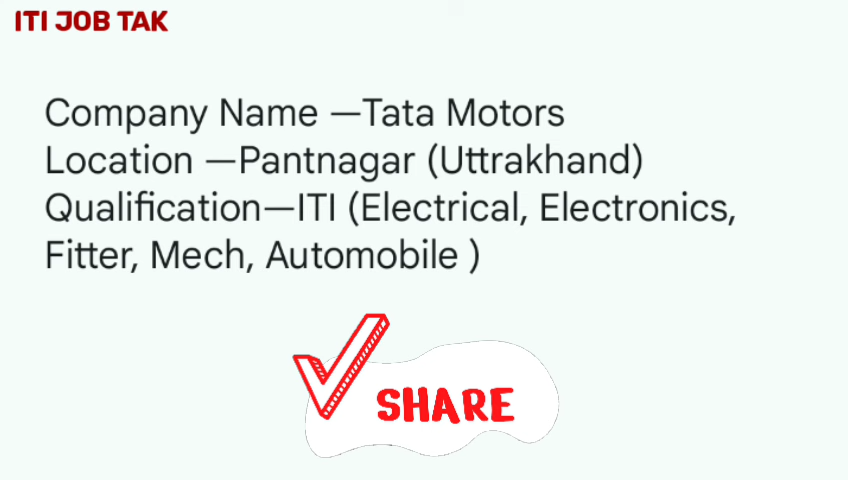 ITI JOB TAK
Company Name —Tata Motors
Location —Pantnagar (Uttrakhand)
Qualification—ITI (Electrical, Electronics,
Fitter, Mech, Automobile )
SHARE